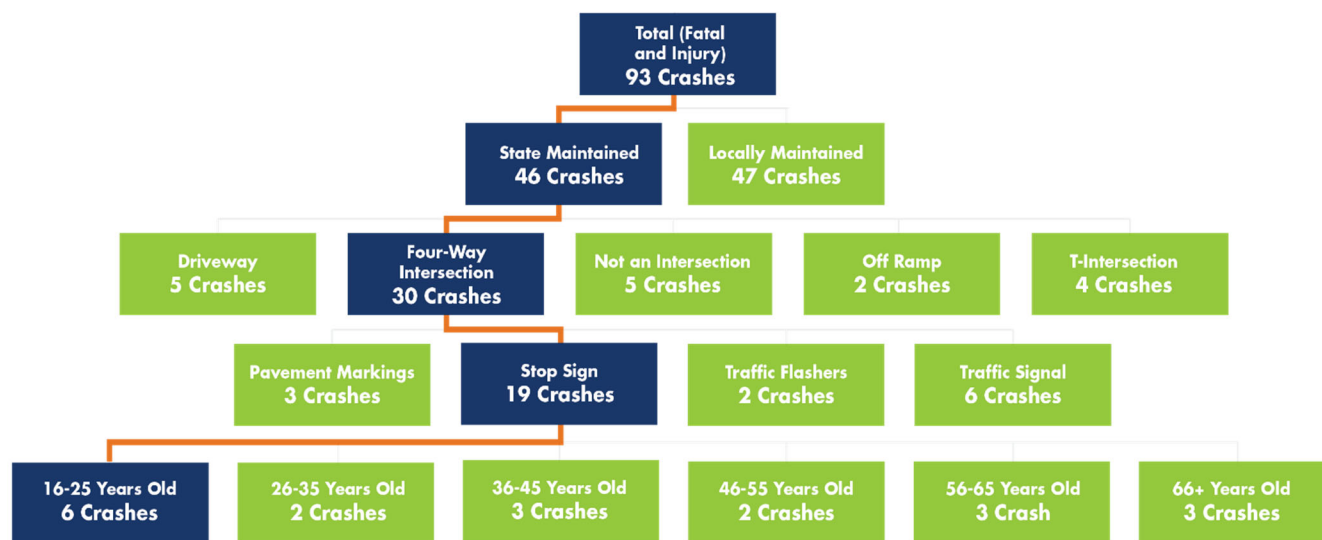 Total (Fatal
and Injury)
93 Crashes
State Maintained
46 Crashes
Locally Maintained
47 Crashes
Driveway
5 Crashes
Four-Way
Intersection
30 Crashes
Not an Intersection
5 Crashes
Off Ramp
2 Crashes
T-Intersection
4 Crashes
Pavement Markings
3 Crashes
Stop Sign
19 Crashes
Traffic Flashers
2 Crashes
Traffic Signal
6 Crashes
16-25 Years Old
6 Crashes
26-35 Years Old
2 Crashes
36-45 Years Old
3 Crashes
46-55 Years Old
2 Crashes
56-65 Years Old
3 Crash
66+ Years Old
3 Crashes